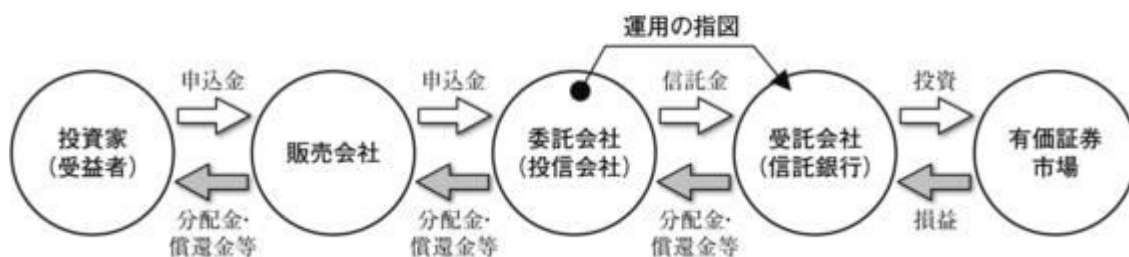 運用の指図
申込金
申込金
信託金
投資
投資家
(受益者)
販売会社
委託会社
(投信会社)
受託会社
(信託銀行)
有価証券
市場
分配金・
償還金等
分配金・
償還金等
分配金・
償還金等
損益